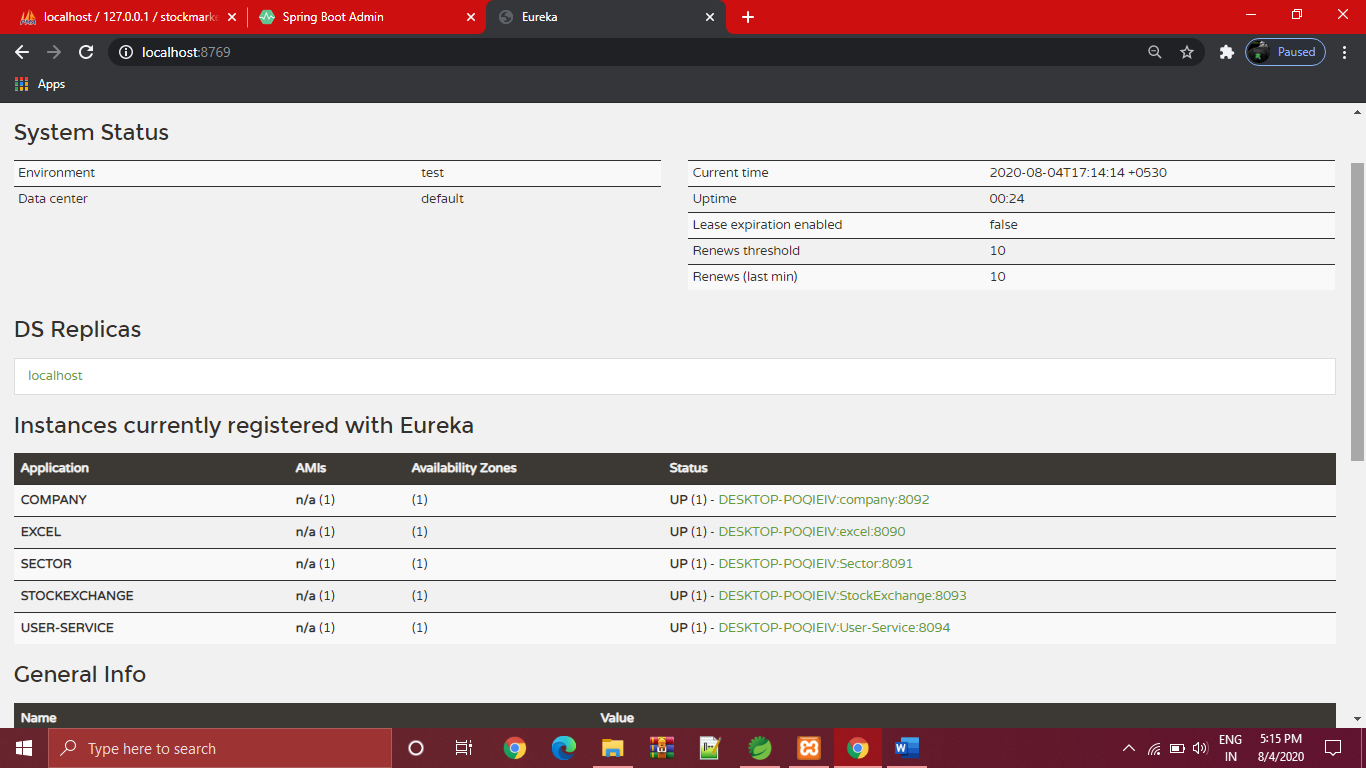 localhost / 127.0.0.1 / stockmarke
Spring Boot Admin
Eureka
localhost:8769
Paused
Apps
System Status
Environment test
Data center default
Current time 2020-08-04T17:14:14 +0530
Uptime 00:24
Lease expiration enabled false
Renews threshold 10
Renews (last min) 10
DS Replicas
localhost
Instances currently registered with Eureka
Application AMIs Availability Zones Status
COMPANY n/a (1) (1) UP (1) - DESKTOP-POQIEIV:company:8092
EXCEL n/a (1) (1) UP (1) - DESKTOP-POQIEIV:excel:8090
SECTOR n/a (1) (1) UP (1) - DESKTOP-POQIEIV:Sector:8091
STOCKEXCHANGE n/a (1) (1) UP (1) - DESKTOP-POQIEIV:StockExchange:8093
USER-SERVICE n/a (1) (1) UP (1) - DESKTOP-POQIEIV:User-Service:8094
General Info
Name Value
Type here to search
ENG
IN
5:15 PM
8/4/2020